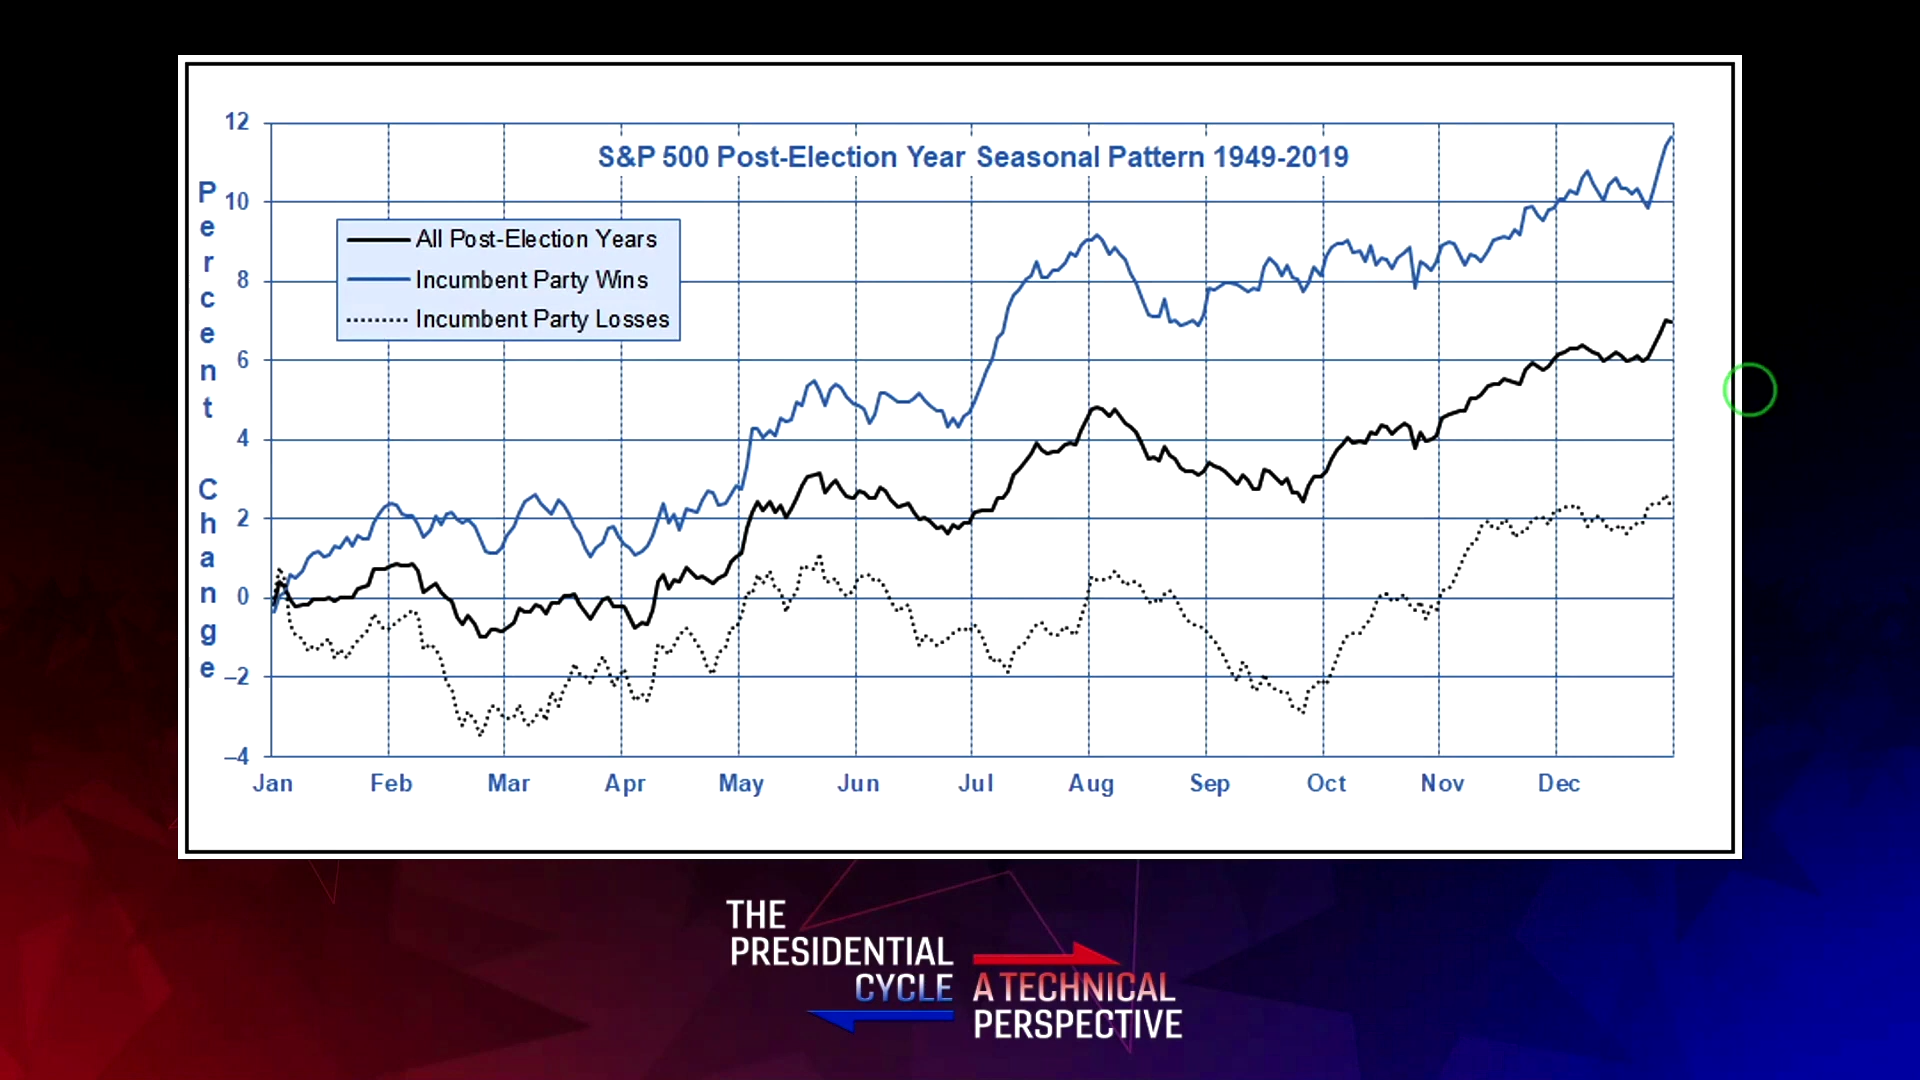 S&P 500 Post-Election Year Seasonal Pattern 1949-2019
Percent Change
12
10
8
6
4
2
0
–2
–4
All Post-Election Years
Incumbent Party Wins
Incumbent Party Losses
Jan Feb Mar Apr May Jun Jul Aug Sep Oct Nov Dec
THE
PRESIDENTIAL
CYCLE
A TECHNICAL
PERSPECTIVE